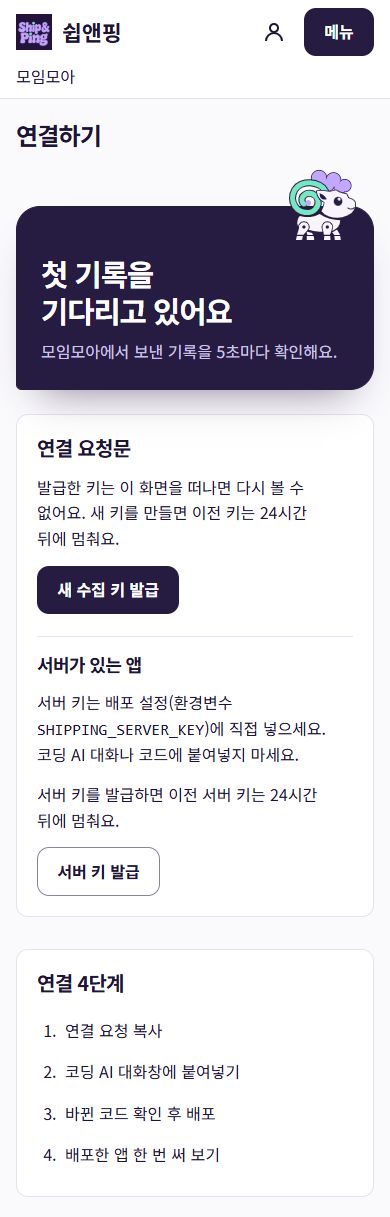 Ship&
Ping
쉽앤핑
메뉴
모임모아
연결하기
첫 기록을
기다리고 있어요
모임모아에서 보낸 기록을 5초마다 확인해요.
연결 요청문
발급한 키는 이 화면을 떠나면 다시 볼 수
없어요. 새 키를 만들면 이전 키는 24시간
뒤에 멈춰요.
새 수집 키 발급
서버가 있는 앱
서버 키는 배포 설정(환경변수
SHIPPING_SERVER_KEY)에 직접 넣으세요.
코딩 AI 대화나 코드에 붙여넣지 마세요.
서버 키를 발급하면 이전 서버 키는 24시간
뒤에 멈춰요.
서버 키 발급
연결 4단계
1. 연결 요청 복사
2. 코딩 AI 대화창에 붙여넣기
3. 바뀐 코드 확인 후 배포
4. 배포한 앱 한 번 써 보기